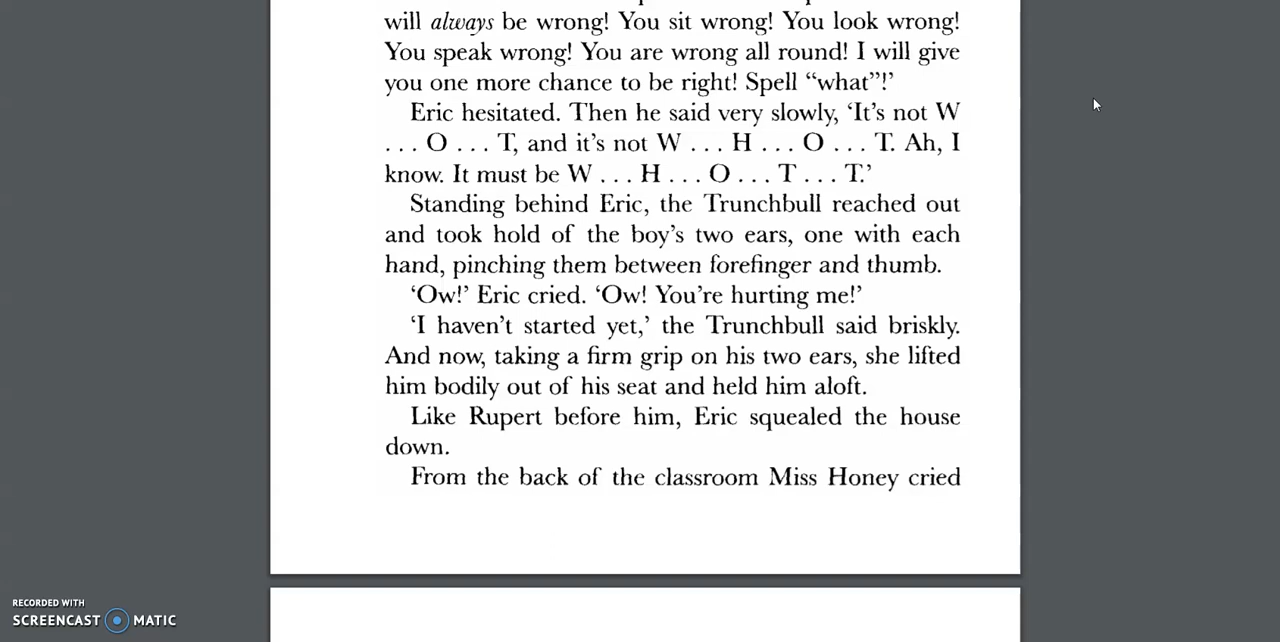 will always be wrong! You sit wrong! You look wrong!
You speak wrong! You are wrong all round! I will give
you one more chance to be right! Spell “what”!’
Eric hesitated. Then he said very slowly, ‘It’s not W
. . . O . . . T, and it’s not W . . . H . . . O . . . T. Ah, I
know. It must be W . . . H . . . O . . . T . . . T.’
Standing behind Eric, the Trunchbull reached out
and took hold of the boy’s two ears, one with each
hand, pinching them between forefinger and thumb.
‘Ow!’ Eric cried. ‘Ow! You’re hurting me!’
‘I haven’t started yet,’ the Trunchbull said briskly.
And now, taking a firm grip on his two ears, she lifted
him bodily out of his seat and held him aloft.
Like Rupert before him, Eric squealed the house
down.
From the back of the classroom Miss Honey cried
RECORDED WITH
SCREENCAST MATIC